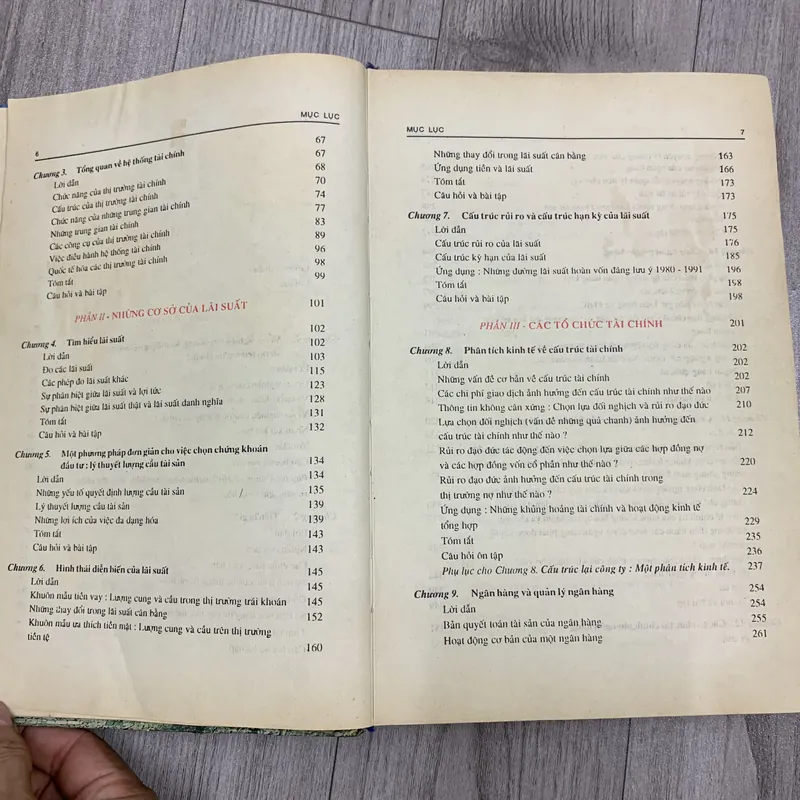 6 MỤC LỤC
67
Chương 3. Tổng quan về hệ thống tài chính 67
Lời dẫn 68
Chức năng của thị trường tài chính 70
Cấu trúc của thị trường tài chính 74
Chức năng của những trung gian tài chính 77
Những trung gian tài chính 83
Các công cụ của thị trường tài chính 89
Việc điều hành hệ thống tài chính 96
Quốc tế hóa các thị trường tài chính 98
Tóm tắt 99
Câu hỏi và bài tập
PHẦN II - NHỮNG CƠ SỞ CỦA LÃI SUẤT 101
102
Chương 4. Tìm hiểu lãi suất 102
Lời dẫn 103
Đo các lãi suất 115
Các phép đo lãi suất khác 123
Sự phân biệt giữa lãi suất và lợi tức 128
Sự phân biệt giữa lãi suất thật và lãi suất danh nghĩa 131
Tóm tắt 132
Câu hỏi và bài tập
Chương 5. Một phương pháp đơn giản cho việc chọn chứng khoán
đầu tư : lý thuyết lượng cầu tài sản 134
Lời dẫn 134
Những yếu tố quyết định lượng cầu tài sản 135
Lý thuyết lượng cầu tài sản 139
Những lợi ích của việc đa dạng hóa 139
Tóm tắt 143
Câu hỏi và bài tập 143
Chương 6. Hình thái diễn biến của lãi suất 145
Lời dẫn 145
Khuôn mẫu tiền vay : Lượng cung và cầu trong thị trường trái khoán 145
Những thay đổi trong lãi suất cân bằng 152
Khuôn mẫu ưa thích tiền mặt : Lượng cung và cầu trên thị trường
tiền tệ 160
MỤC LỤC 7
Những thay đổi trong lãi suất cân bằng 163
Ứng dụng tiền và lãi suất 166
Tóm tắt 173
Câu hỏi và bài tập 173
Chương 7. Cấu trúc rủi ro và cấu trúc hạn kỳ của lãi suất 175
Lời dẫn 175
Cấu trúc rủi ro của lãi suất 176
Cấu trúc kỳ hạn của lãi suất 185
Ứng dụng : Những đường lãi suất hoàn vốn đáng lưu ý 1980 - 1991 196
Tóm tắt 198
Câu hỏi và bài tập 198
PHẦN III - CÁC TỔ CHỨC TÀI CHÍNH 201
Chương 8. Phân tích kinh tế về cấu trúc tài chính 202
Lời dẫn 202
Những vấn đề cơ bản về cấu trúc tài chính 202
Các chi phí giao dịch ảnh hưởng đến cấu trúc tài chính như thế nào 207
Thông tin không cân xứng : Chọn lựa đối nghịch và rủi ro đạo đức 210
Lựa chọn đối nghịch (vấn đề những quả chanh) ảnh hưởng đến
cấu trúc tài chính như thế nào ? 212
Rủi ro đạo đức tác động đến việc chọn lựa giữa các hợp đồng nợ
và các hợp đồng vốn cổ phần như thế nào ? 220
Rủi ro đạo đức ảnh hưởng đến cấu trúc tài chính trong
thị trường nợ như thế nào ? 224
Ứng dụng : Những khủng hoảng tài chính và hoạt động kinh tế
tổng hợp 229
Tóm tắt 235
Câu hỏi ôn tập 236
Phụ lục cho Chương 8. Cấu trúc lại công ty : Một phân tích kinh tế. 237
Chương 9. Ngân hàng và quản lý ngân hàng 254
Lời dẫn 254
Bản quyết toán tài sản của ngân hàng 255
Hoạt động cơ bản của một ngân hàng 261